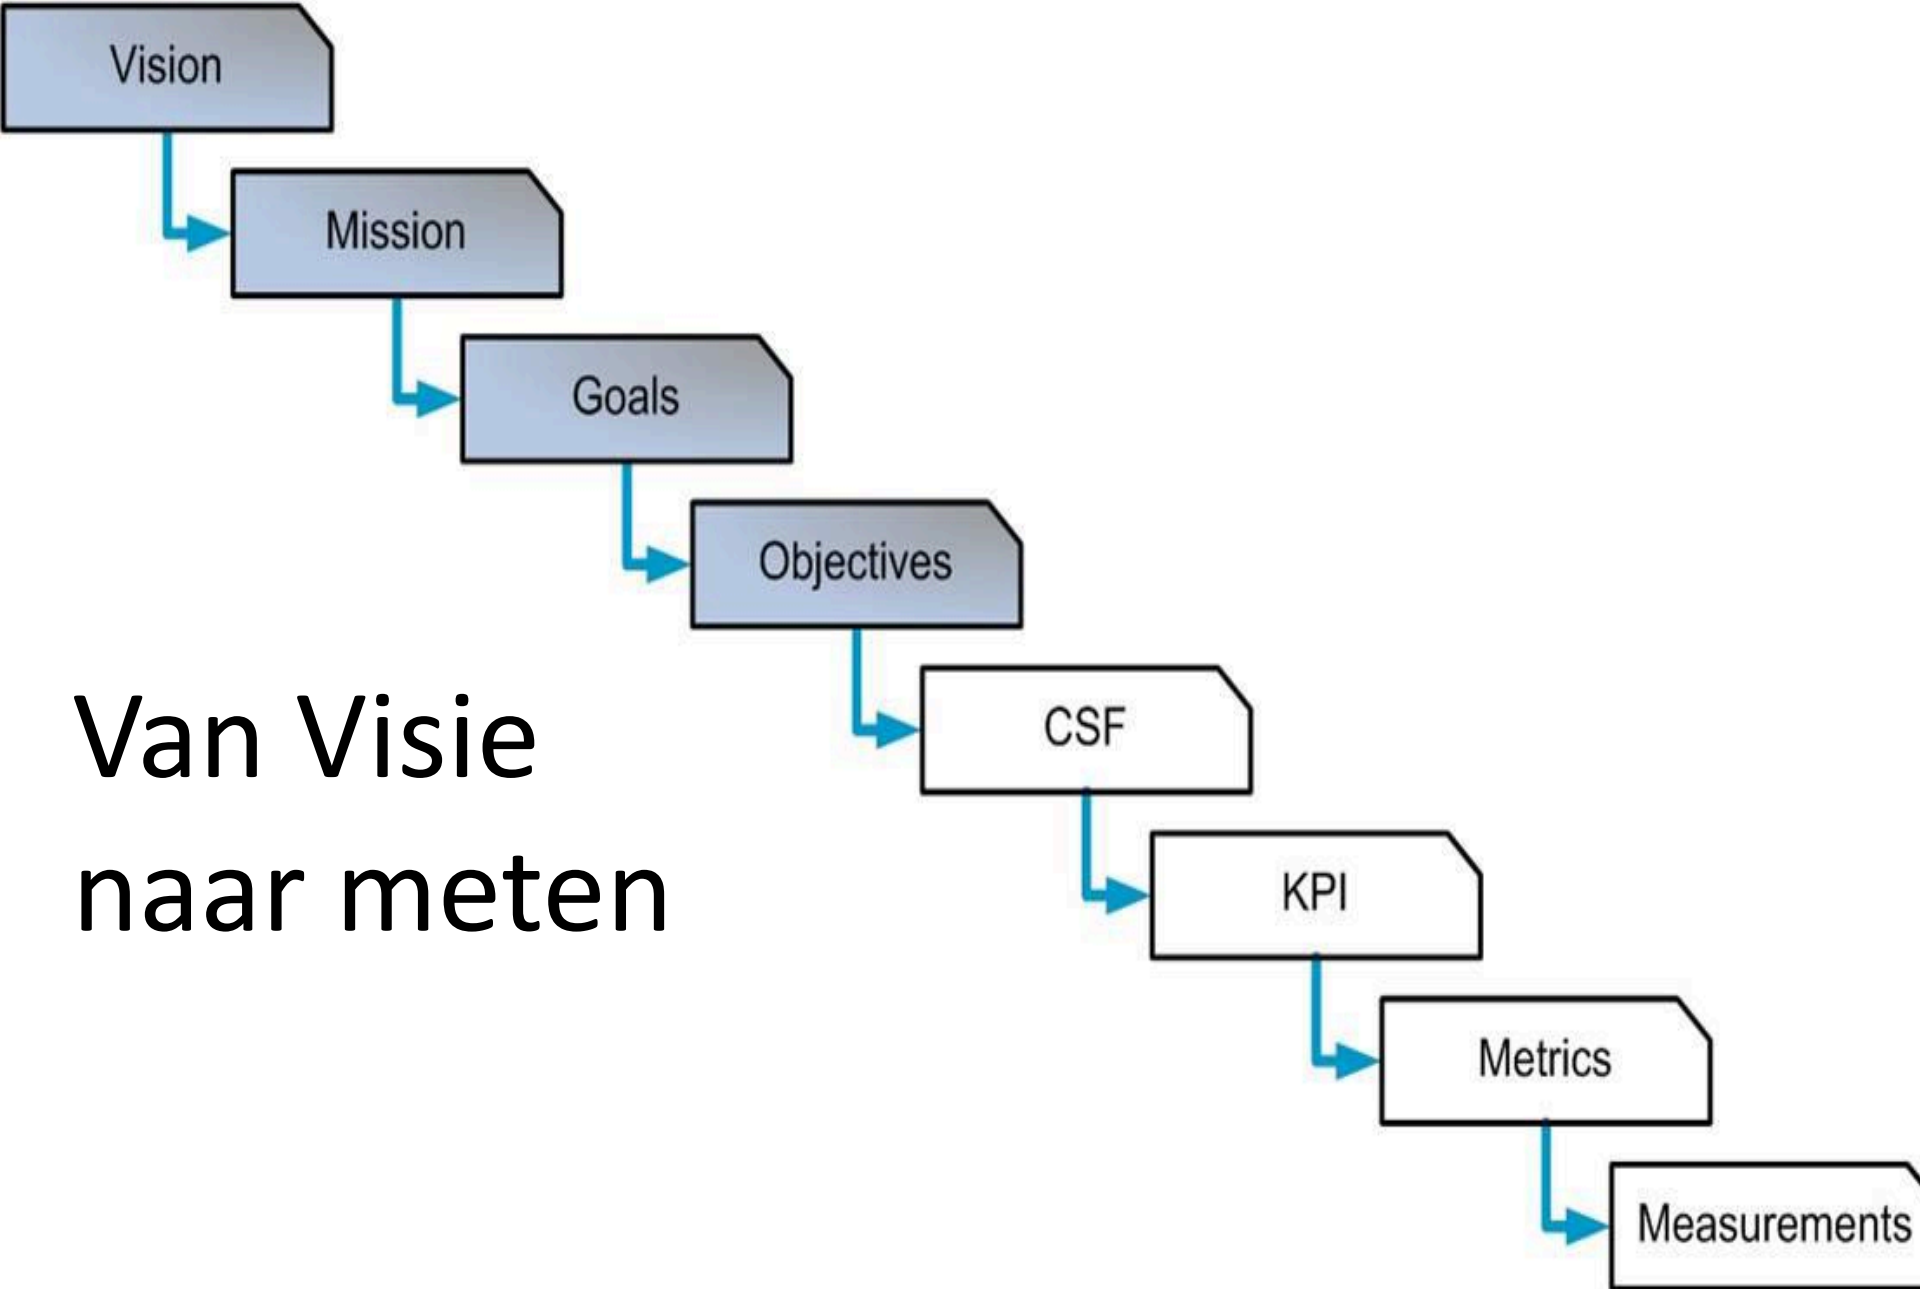 Vision
Mission
Goals
Objectives
CSF
KPI
Metrics
Measurements
Van Visie
naar meten